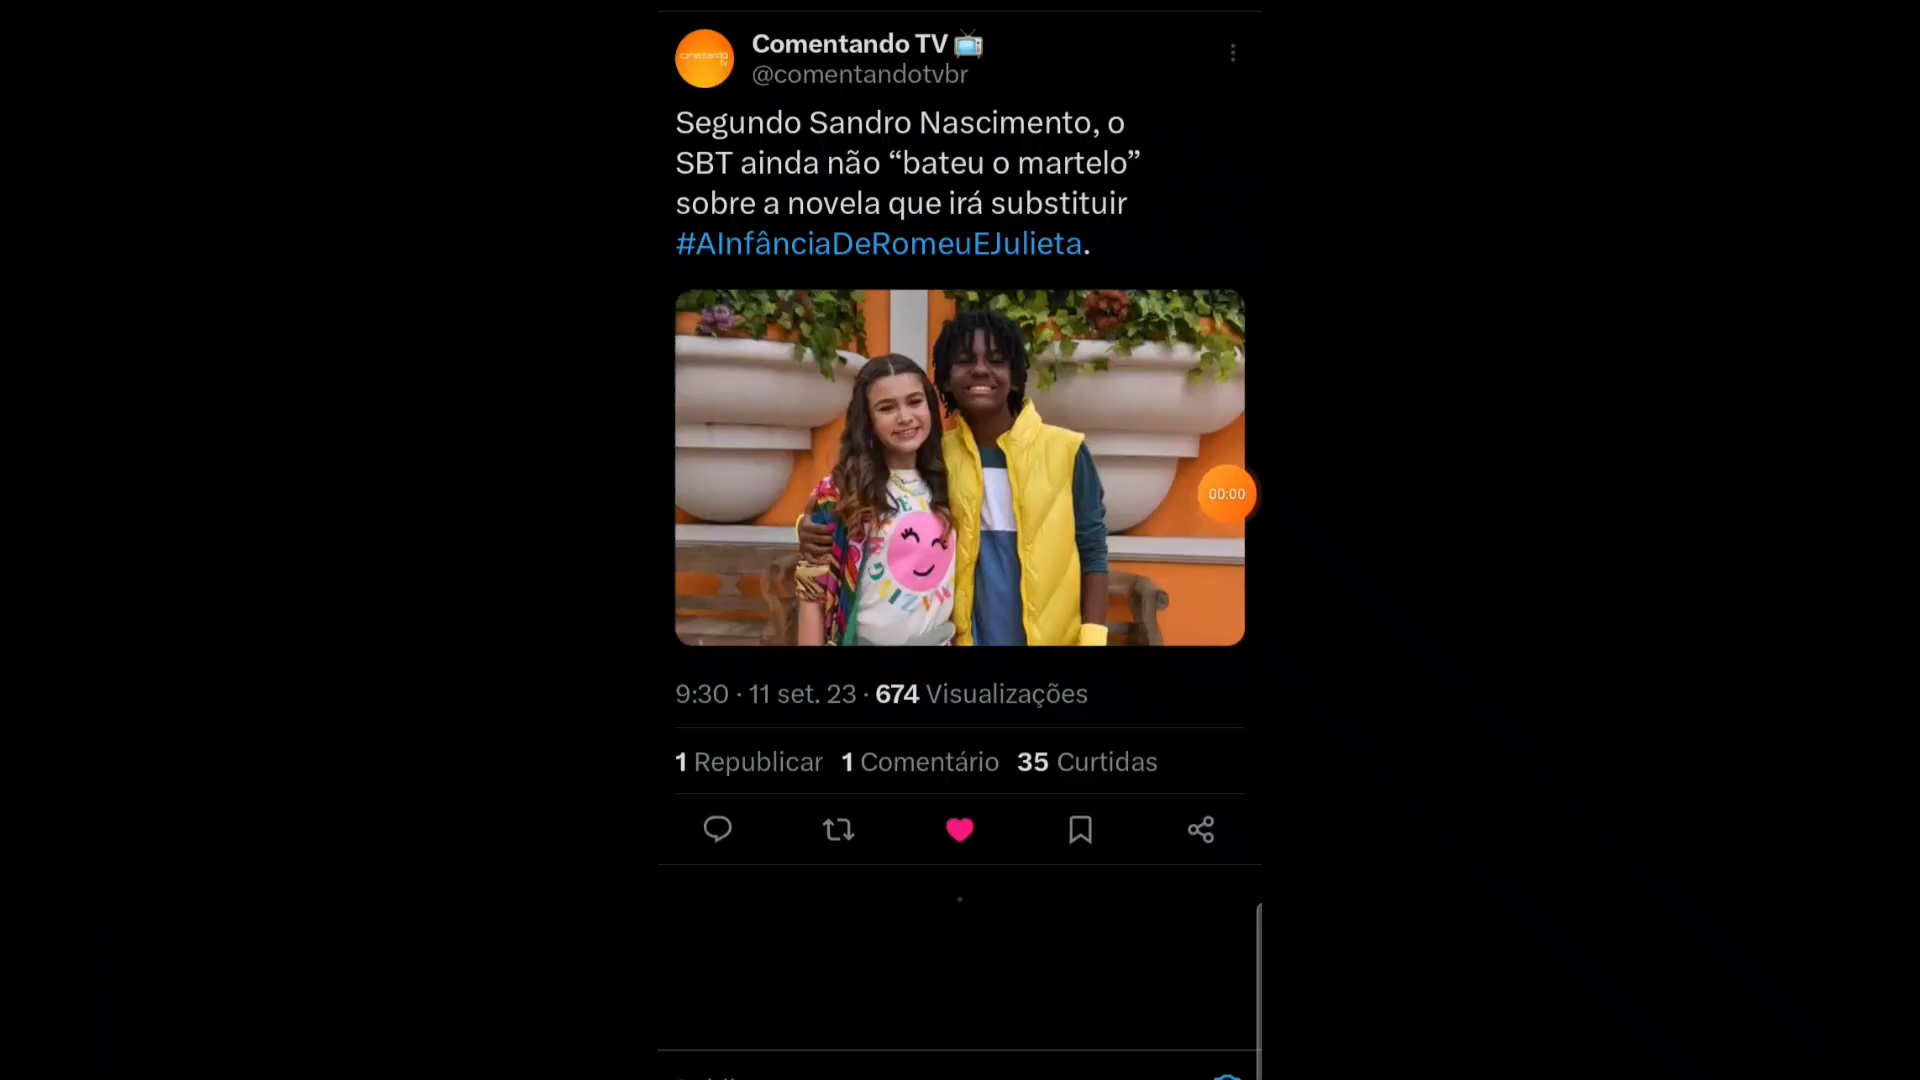 Comentando TV
@comentandotvbr
Segundo Sandro Nascimento, o
SBT ainda não “bateu o martelo”
sobre a novela que irá substituir
#AInfânciaDeRomeuEJulieta.
00:00
9:30 · 11 set. 23 · 674 Visualizações
1 Republicar 1 Comentário 35 Curtidas